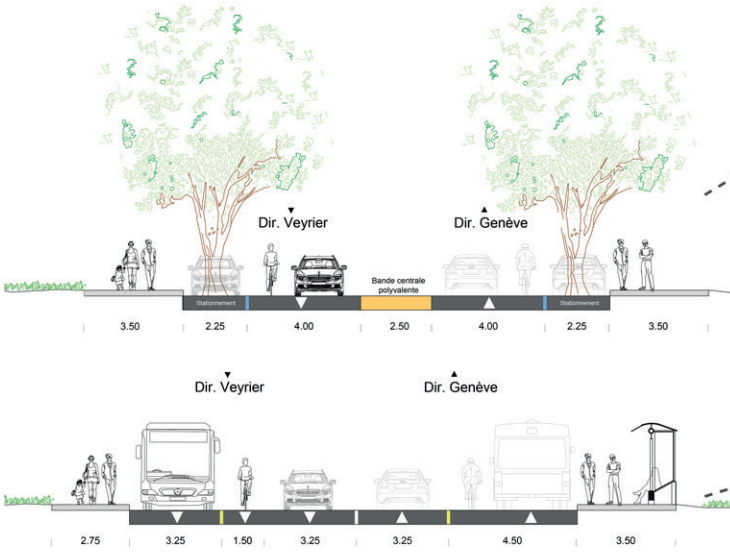 Dir. Veyrier
Dir. Genève
Bande centrale
polyvalente
Stationnement
Stationnement
3.50
2.25
4.00
2.50
4.00
2.25
3.50
Dir. Veyrier
Dir. Genève
2.75
3.25
1.50
3.25
3.25
4.50
3.50